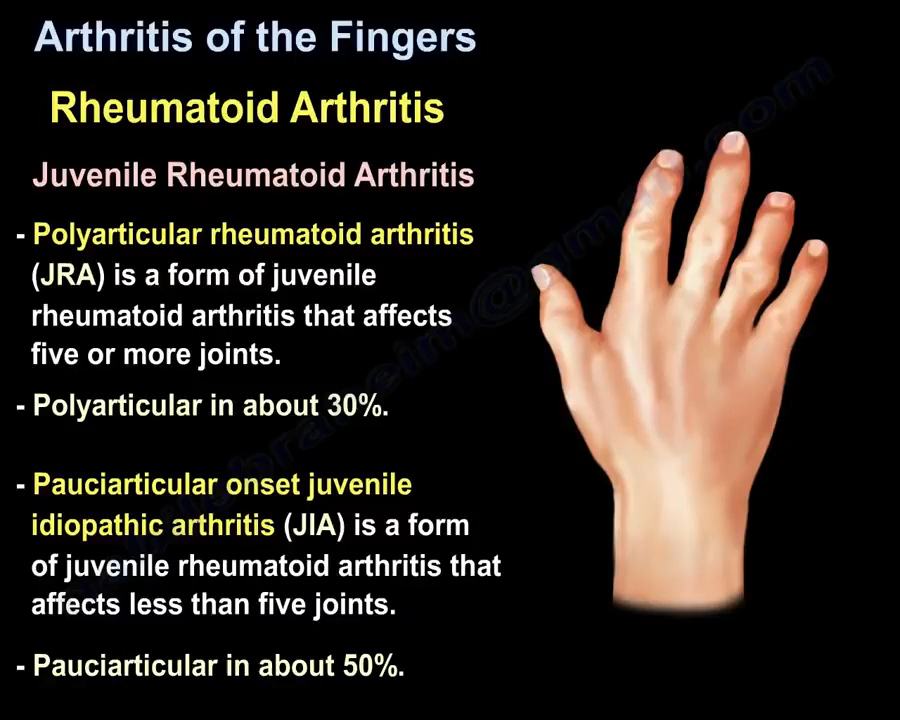 Arthritis of the Fingers
Rheumatoid Arthritis
Juvenile Rheumatoid Arthritis
- Polyarticular rheumatoid arthritis
(JRA) is a form of juvenile
rheumatoid arthritis that affects
five or more joints.
- Polyarticular in about 30%.
- Pauciarticular onset juvenile
idiopathic arthritis (JIA) is a form
of juvenile rheumatoid arthritis that
affects less than five joints.
- Pauciarticular in about 50%.